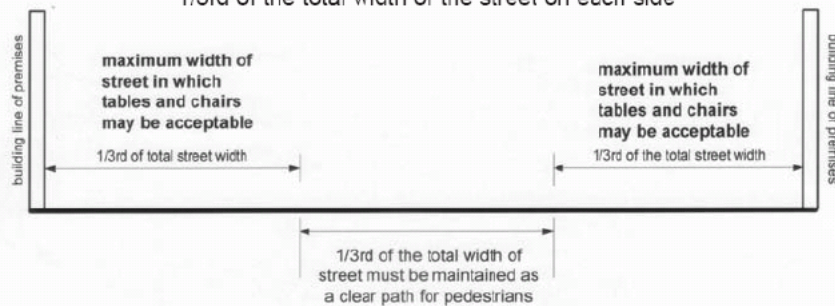 1/3rd of the total width of the street on each side
building line of premises
maximum width of
street in which
tables and chairs
may be acceptable
1/3rd of total street width
maximum width of
street in which
tables and chairs
may be acceptable
1/3rd of the total street width
building line of premises
1/3rd of the total width of
street must be maintained as
a clear path for pedestrians